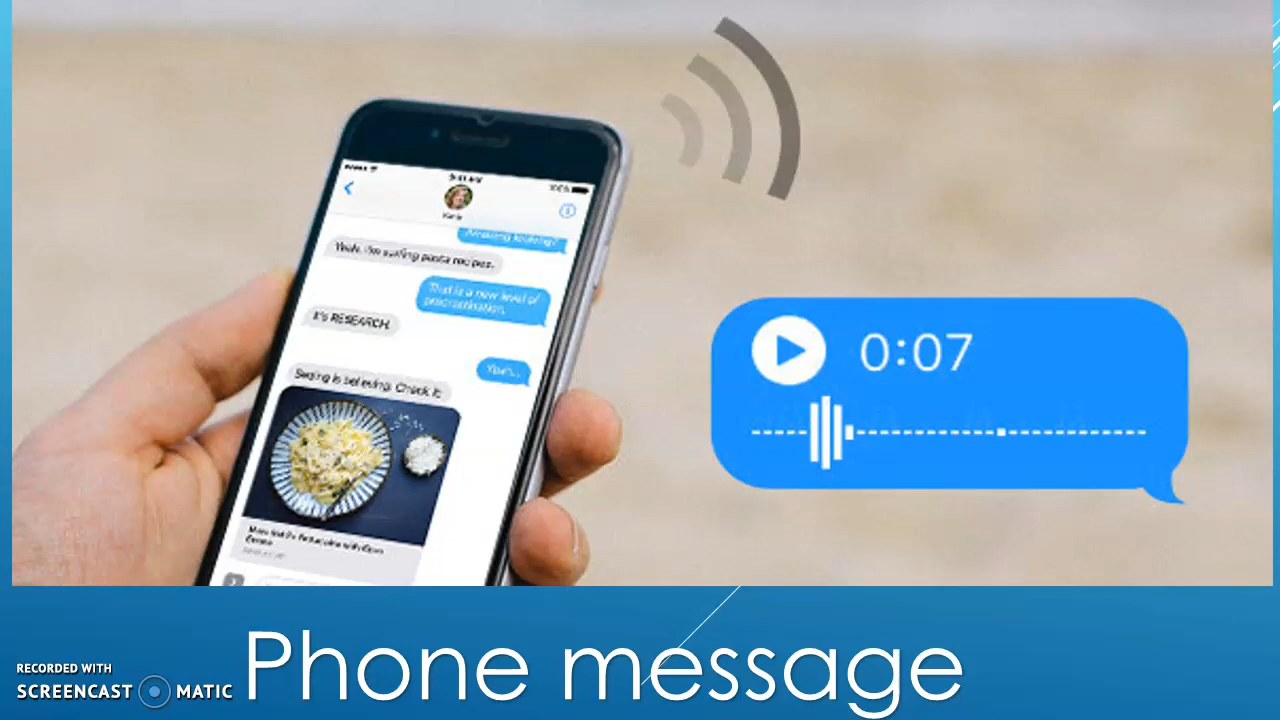 100%
Yeah. I'm surfing pasta recipes.
That is a new level of
procrastination.
It's RESEARCH.
Seeing is believing. Check it:
0:07
RECORDED WITH
SCREENCAST MATIC
Phone message